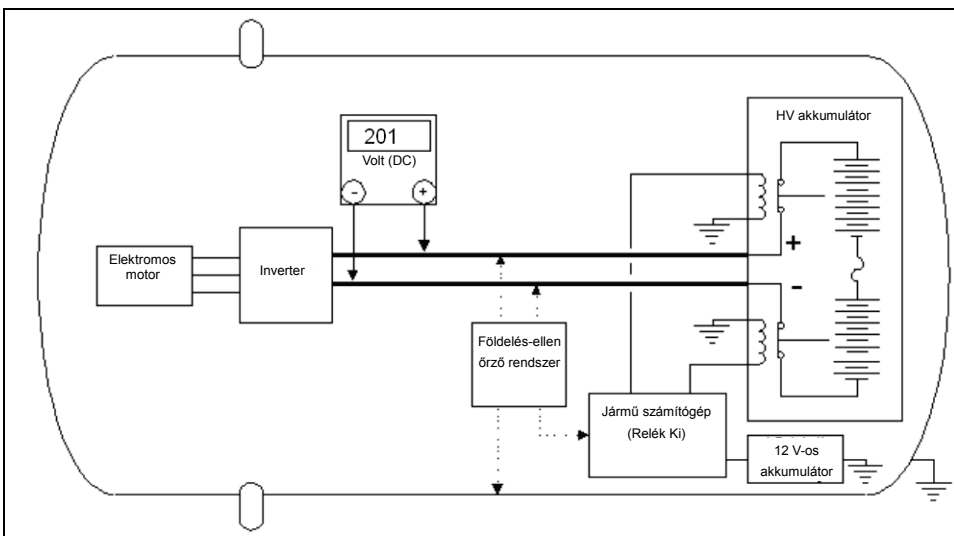 HV akkumulátor
201
Volt (DC)
- +
Elektromos
motor
Inverter
+
-
Földelés-ellen
őrző rendszer
Jármű számítógép
(Relék Ki)
12 V-os
akkumulátor